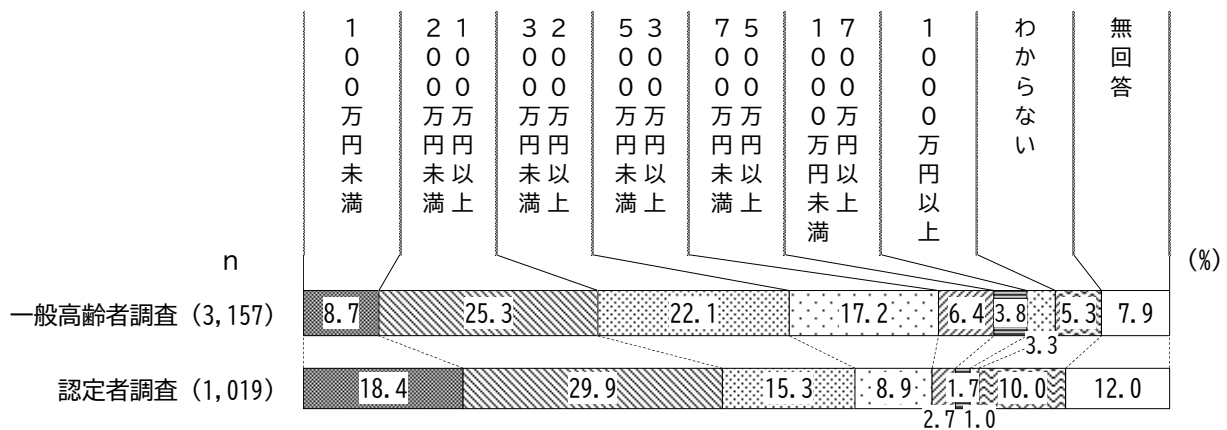 100万円未満
100万円以上
200万円未満
200万円以上
300万円未満
300万円以上
500万円未満
500万円以上
700万円未満
700万円以上
1000万円未満
1000万円以上
わからない
無回答
n
(%)
一般高齢者調査 (3,157)
8.7
25.3
22.1
17.2
6.4
3.8
3.3
5.3
7.9
認定者調査 (1,019)
18.4
29.9
15.3
8.9
2.7
1.7
1.0
10.0
12.0